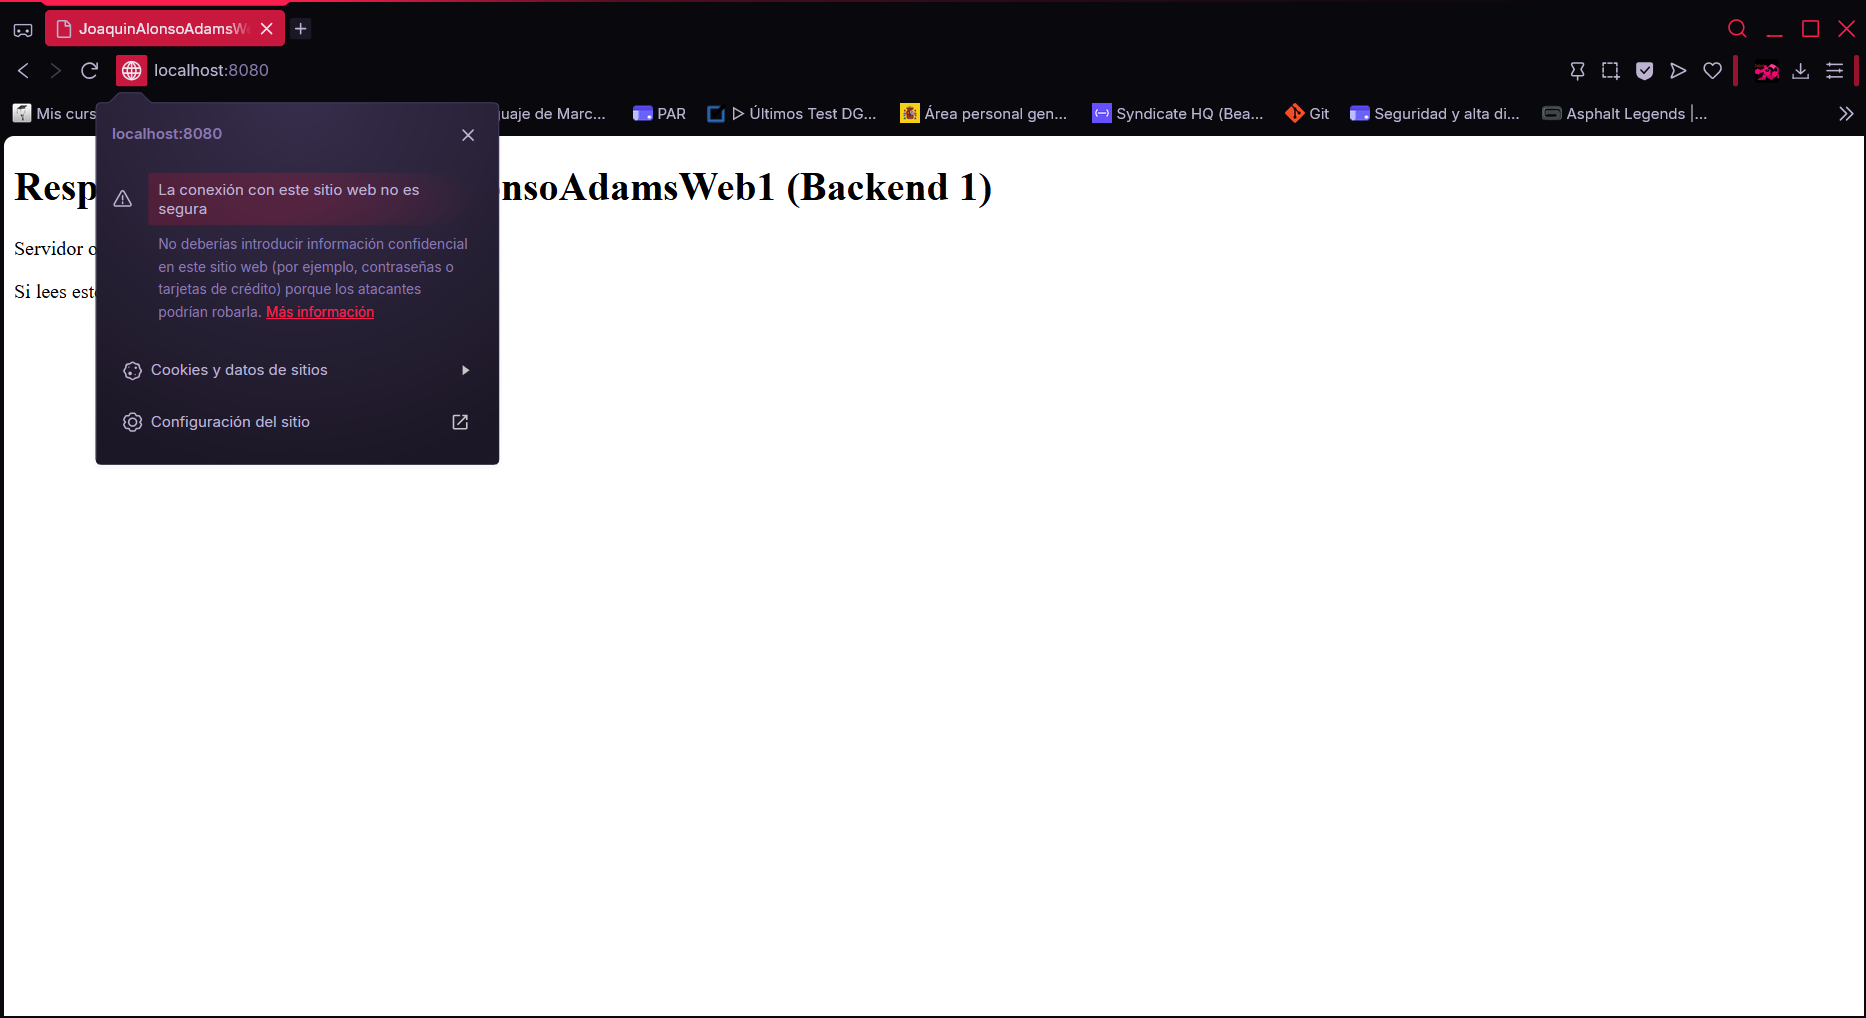 JoaquinAlonsoAdamsW
localhost:8080
Mis curs
uaje de Marc...
PAR
Últimos Test DG...
Área personal gen...
Syndicate HQ (Bea...
Git
Seguridad y alta di...
Asphalt Legends |...
localhost:8080
La conexión con este sitio web no es
segura
No deberías introducir información confidencial
en este sitio web (por ejemplo, contraseñas o
tarjetas de crédito) porque los atacantes
podrían robarla. Más información
Cookies y datos de sitios
Configuración del sitio
Resp
nsoAdamsWeb1 (Backend 1)
Servidor o
Si lees est